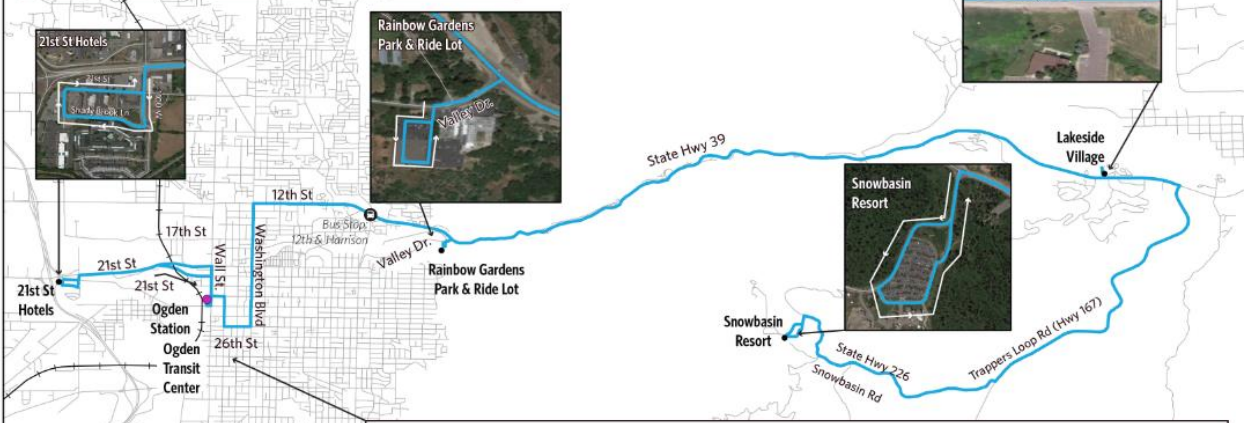 21st St Hotels
21st St
Shady Brook Ln
Rainbow Gardens
Park & Ride Lot
Valley Dr.
State Hwy 39
Lakeside
Village
Snowbasin
Resort
12th St
Bus Stop
12th & Harrison
17th St
Wall St.
Washington Blvd
Valley Dr.
Rainbow Gardens
Park & Ride Lot
21st St
21st St
21st St
Hotels
Ogden
Station
Ogden
Transit
Center
26th St
Snowbasin
Resort
State Hwy 226
Snowbasin Rd
Trappers Loop Rd (Hwy 167)